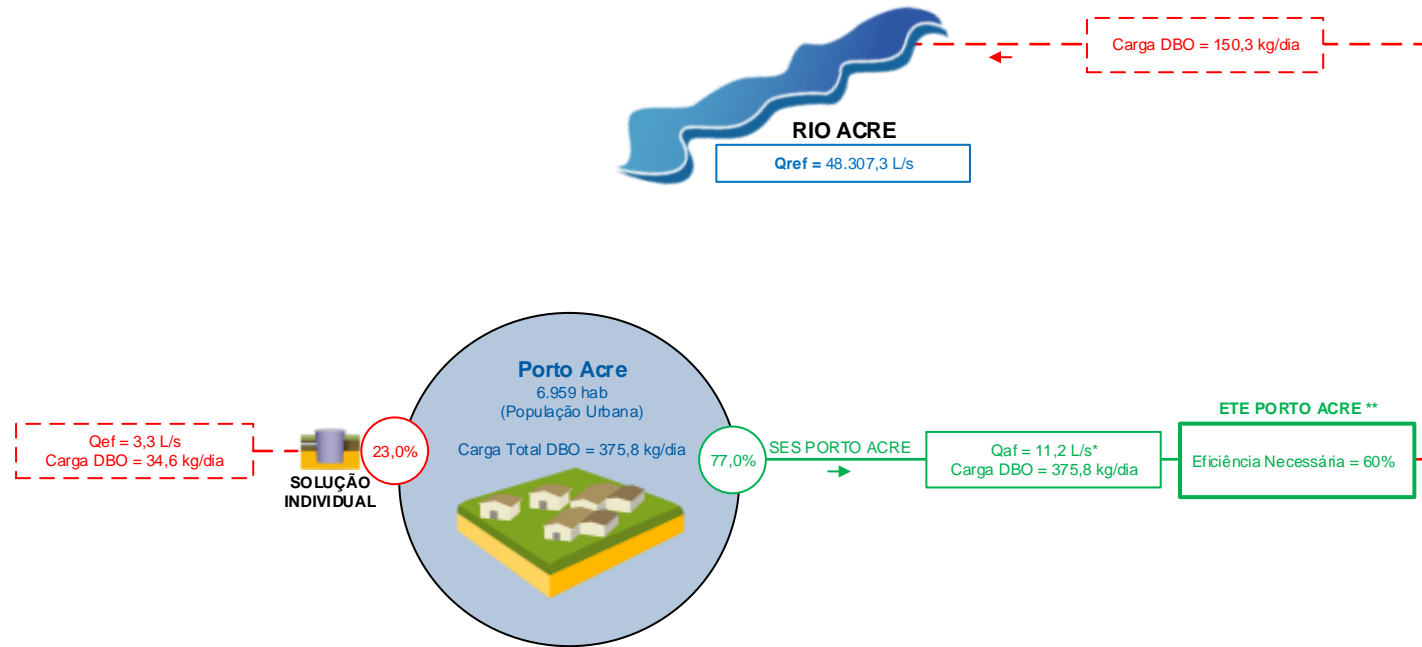 Carga DBO = 150,3 kg/dia
RIO ACRE
Qref = 48.307,3 L/s
Porto Acre
6.959 hab
(População Urbana)
Carga Total DBO = 375,8 kg/dia
Qef = 3,3 L/s
Carga DBO = 34,6 kg/dia
23,0%
SOLUÇÃO
INDIVIDUAL
77,0%
SES PORTO ACRE
Qaf = 11,2 L/s*
Carga DBO = 375,8 kg/dia
ETE PORTO ACRE **
Eficiência Necessária = 60%